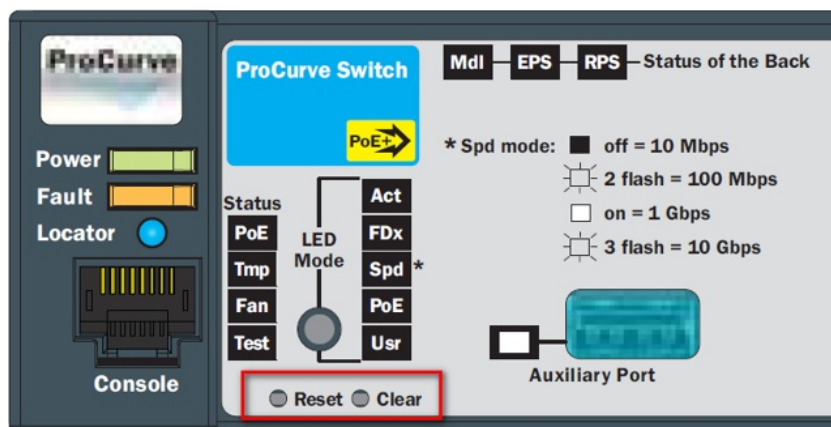 ProCurve
Power
Fault
Locator
Console
ProCurve Switch
PoE+
Mdl EPS RPS Status of the Back
* Spd mode: off = 10 Mbps
2 flash = 100 Mbps
on = 1 Gbps
3 flash = 10 Gbps
Status
PoE
Tmp
Fan
Test
LED
Mode
Act
FDx
Spd *
PoE
Usr
Auxiliary Port
Reset Clear